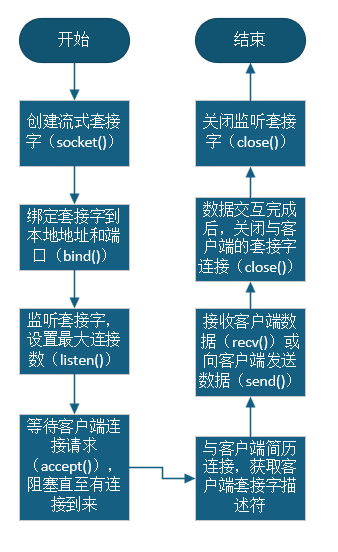 开始
创建流式套接
字（socket()）
绑定套接字到
本地地址和端
口（bind()）
监听套接字，
设置最大连接
数（listen()）
等待客户端连
接请求
（accept()），
阻塞直至有连
接到来
与客户端简历
连接，获取客
户端套接字描
述符
接收客户端数
据（recv()）或
向客户端发送
数据（send()）
数据交互完成
后，关闭与客
户端的套接字
连接（close()）
关闭监听套接
字（close()）
结束